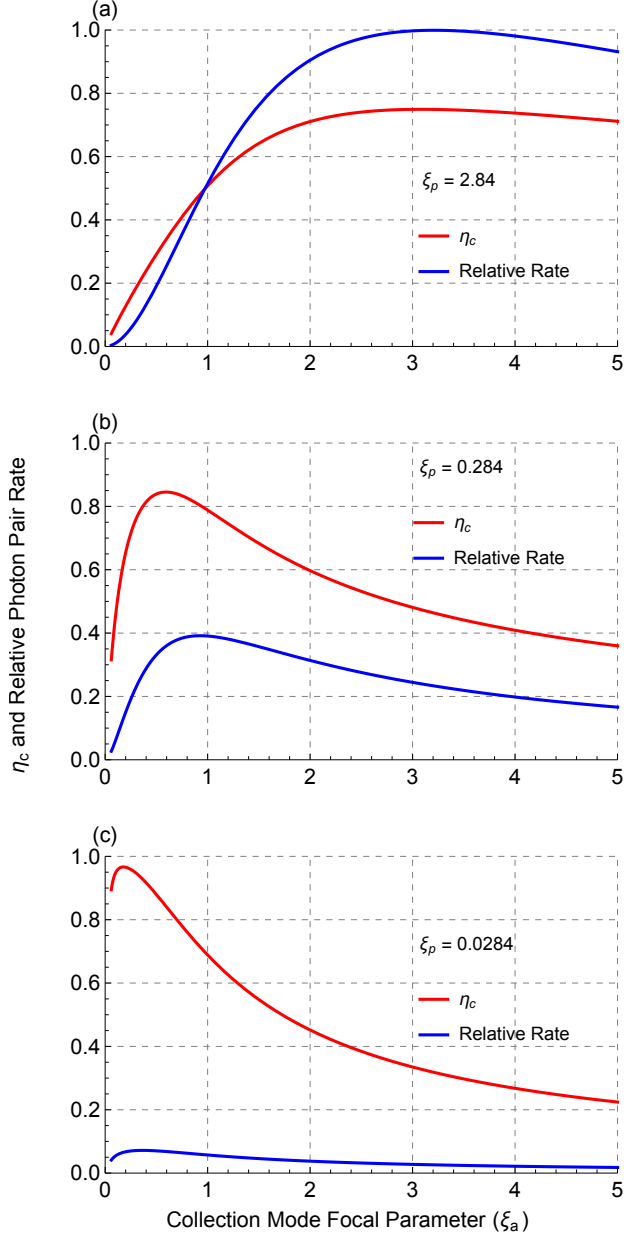 (a)
1.0
0.8
0.6
0.4
0.2
0.0
ξp = 2.84
ηc
Relative Rate
0 1 2 3 4 5
(b)
1.0
0.8
0.6
0.4
0.2
0.0
ξp = 0.284
ηc
Relative Rate
0 1 2 3 4 5
ηc and Relative Photon Pair Rate
(c)
1.0
0.8
0.6
0.4
0.2
0.0
ξp = 0.0284
ηc
Relative Rate
0 1 2 3 4 5
Collection Mode Focal Parameter (ξa)